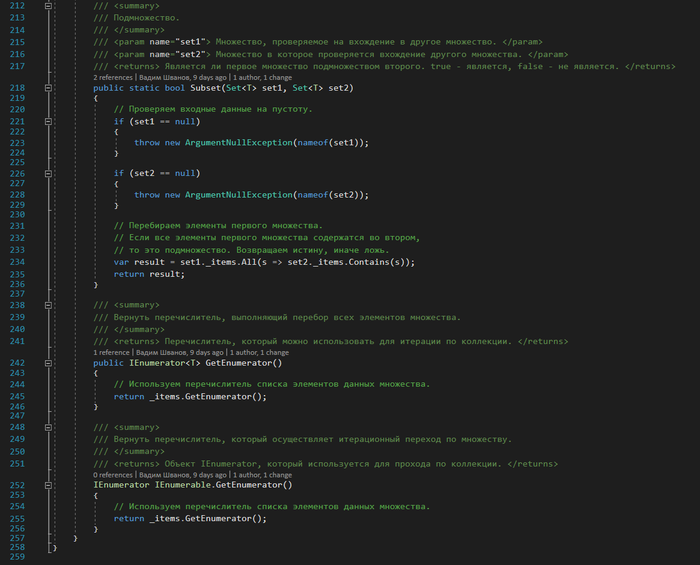 212 /// <summary>
213 /// Подмножество.
214 /// </summary>
215 /// <param name="set1"> Множество, проверяемое на вхождение в другое множество. </param>
216 /// <param name="set2"> Множество в которое проверяется вхождение другого множества. </param>
217 /// <returns> Является ли первое множество подмножеством второго. true - является, false - не является. </returns>
2 references | Вадим Шванов, 9 days ago | 1 author, 1 change
218 public static bool Subset(Set<T> set1, Set<T> set2)
219 {
220 // Проверяем входные данные на пустоту.
221 if (set1 == null)
222 {
223 throw new ArgumentNullException(nameof(set1));
224 }
225
226 if (set2 == null)
227 {
228 throw new ArgumentNullException(nameof(set2));
229 }
230
231 // Перебираем элементы первого множества.
232 // Если все элементы первого множества содержатся во втором,
233 // то это подмножество. Возвращаем истину, иначе ложь.
234 var result = set1._items.All(s => set2._items.Contains(s));
235 return result;
236 }
237
238 /// <summary>
239 /// Вернуть перечислитель, выполняющий перебор всех элементов множества.
240 /// </summary>
241 /// <returns> Перечислитель, который можно использовать для итерации по коллекции. </returns>
1 reference | Вадим Шванов, 9 days ago | 1 author, 1 change
242 public IEnumerator<T> GetEnumerator()
243 {
244 // Используем перечислитель списка элементов данных множества.
245 return _items.GetEnumerator();
246 }
247
248 /// <summary>
249 /// Вернуть перечислитель, который осуществляет итерационный переход по множеству.
250 /// </summary>
251 /// <returns> Объект IEnumerator, который используется для прохода по коллекции. </returns>
0 references | Вадим Шванов, 9 days ago | 1 author, 1 change
252 IEnumerator IEnumerable.GetEnumerator()
253 {
254 // Используем перечислитель списка элементов данных множества.
255 return _items.GetEnumerator();
256 }
257 }
258 }
259